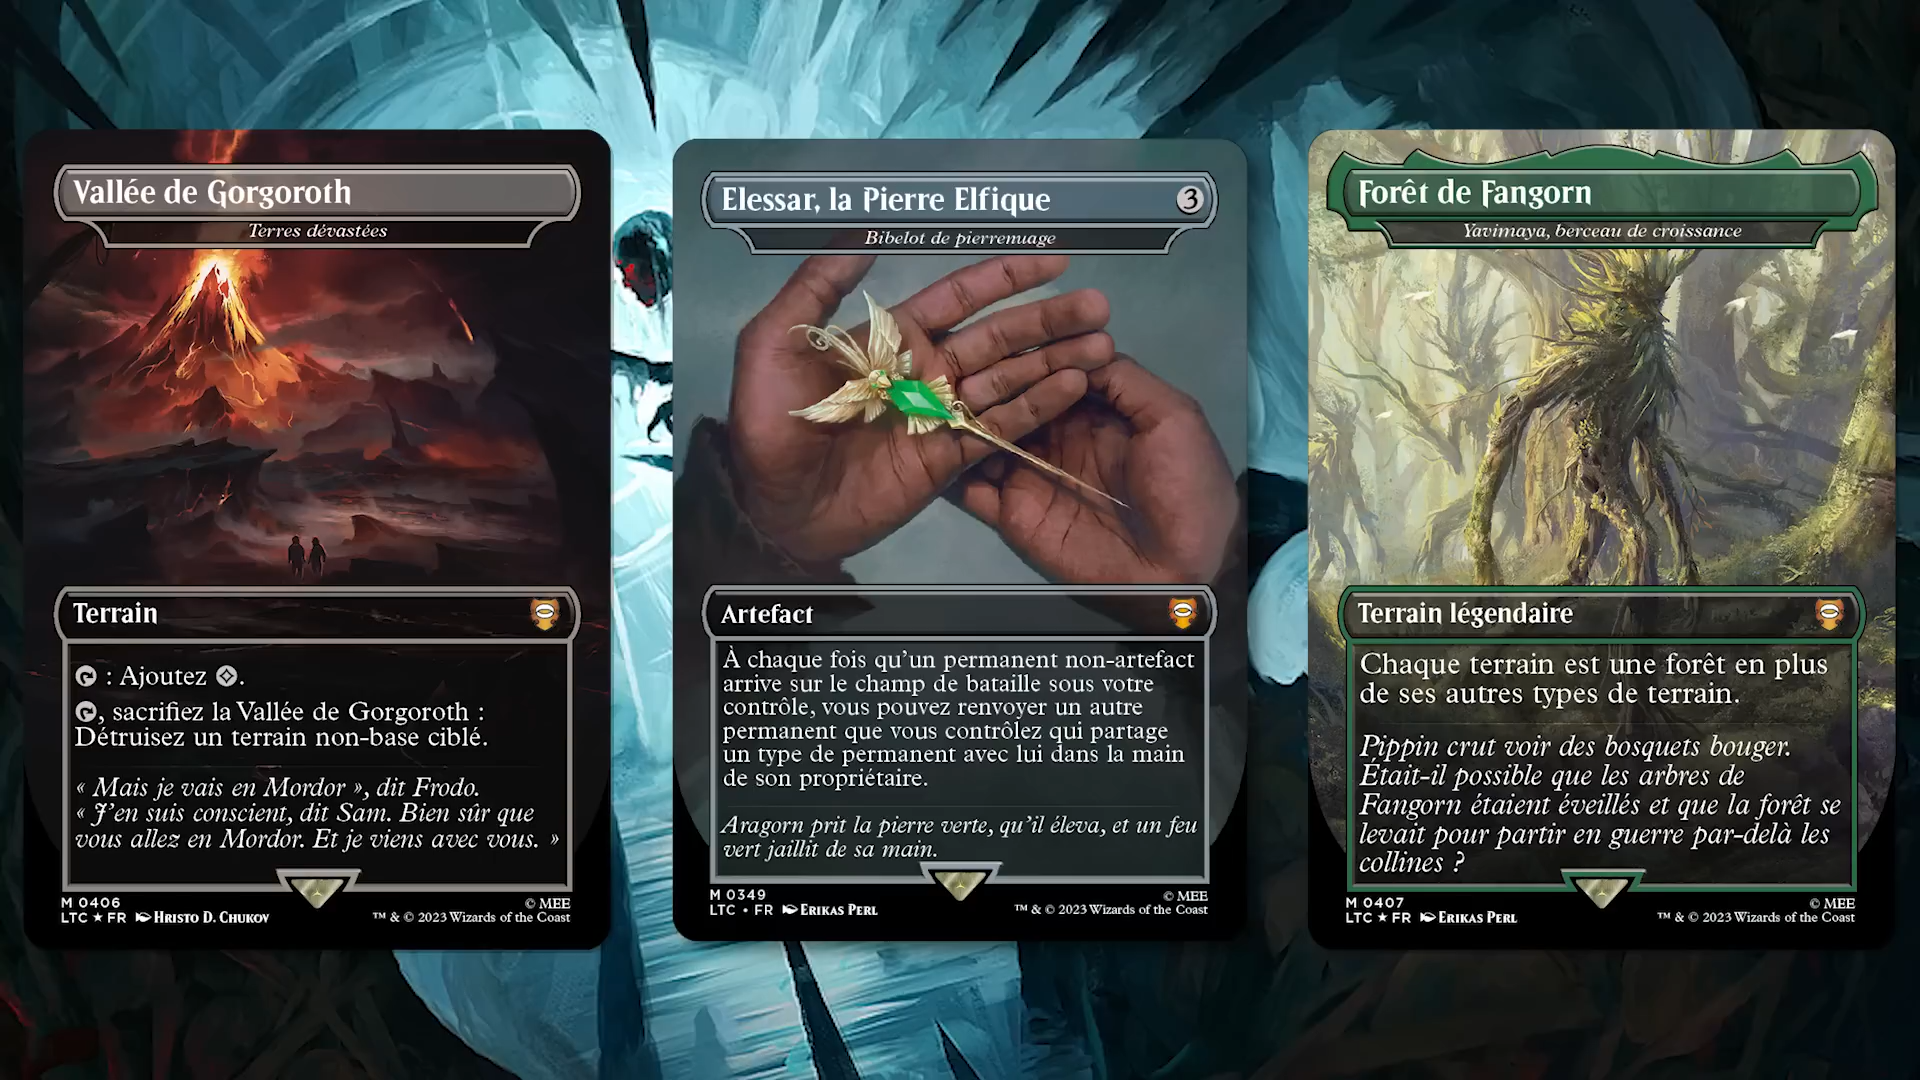 Vallée de Gorgoroth
Terres dévastées
Terrain
: Ajoutez .
, sacrifiez la Vallée de Gorgoroth :
Détruisez un terrain non-base ciblé.
« Mais je vais en Mordor », dit Frodo.
« J'en suis conscient, dit Sam. Bien sûr que
vous allez en Mordor. Et je viens avec vous. »
M 0406
LTC ★ FR Hristo D. Chukov
© MEE
™ & © 2023 Wizards of the Coast
Elessar, la Pierre Elfique 3
Bibelot de pierrenuage
Artefact
À chaque fois qu'un permanent non-artefact
arrive sur le champ de bataille sous votre
contrôle, vous pouvez renvoyer un autre
permanent que vous contrôlez qui partage
un type de permanent avec lui dans la main
de son propriétaire.
Aragorn prit la pierre verte, qu'il éleva, et un feu
vert jaillit de sa main.
M 0349
LTC • FR Erikas Perl
© MEE
™ & © 2023 Wizards of the Coast
Forêt de Fangorn
Yavimaya, berceau de croissance
Terrain légendaire
Chaque terrain est une forêt en plus
de ses autres types de terrain.
Pippin crut voir des bosquets bouger.
Était-il possible que les arbres de
Fangorn étaient éveillés et que la forêt se
levait pour partir en guerre par-delà les
collines ?
M 0407
LTC ★ FR Erikas Perl
© MEE
™ & © 2023 Wizards of the Coast